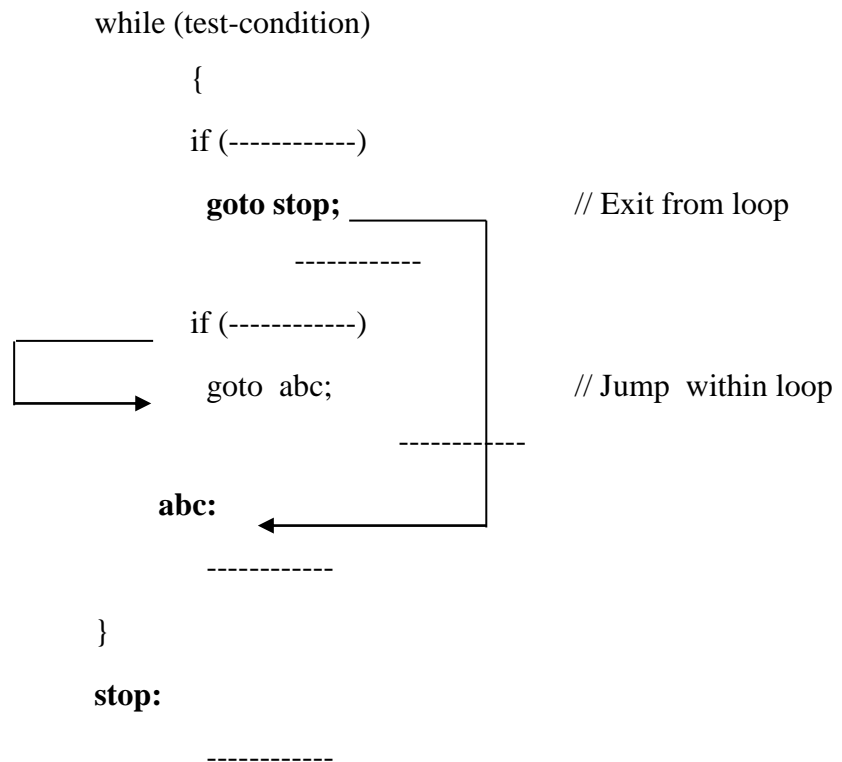 while (test-condition)
{
if (------------)
goto stop; // Exit from loop
------------
if (------------)
goto abc; // Jump within loop
------------
abc:
------------
}
stop:
------------